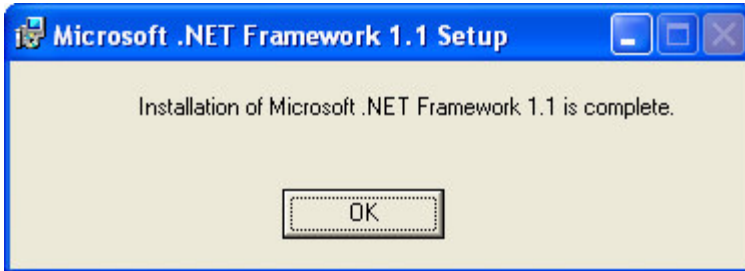 Microsoft .NET Framework 1.1 Setup
Installation of Microsoft .NET Framework 1.1 is complete.
OK